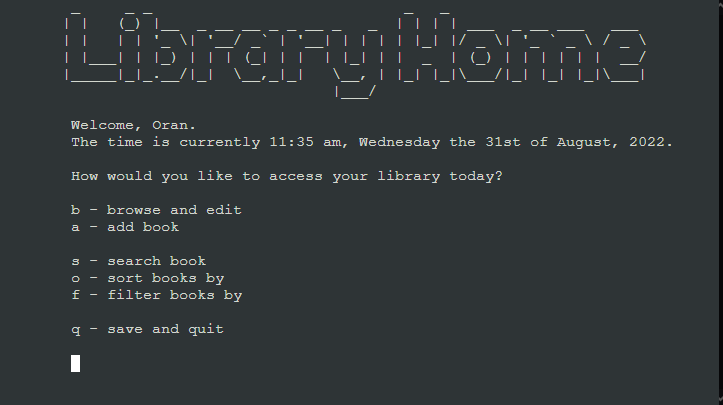 Library Home
Welcome, Oran.
The time is currently 11:35 am, Wednesday the 31st of August, 2022.
How would you like to access your library today?
b - browse and edit
a - add book
s - search book
o - sort books by
f - filter books by
q - save and quit